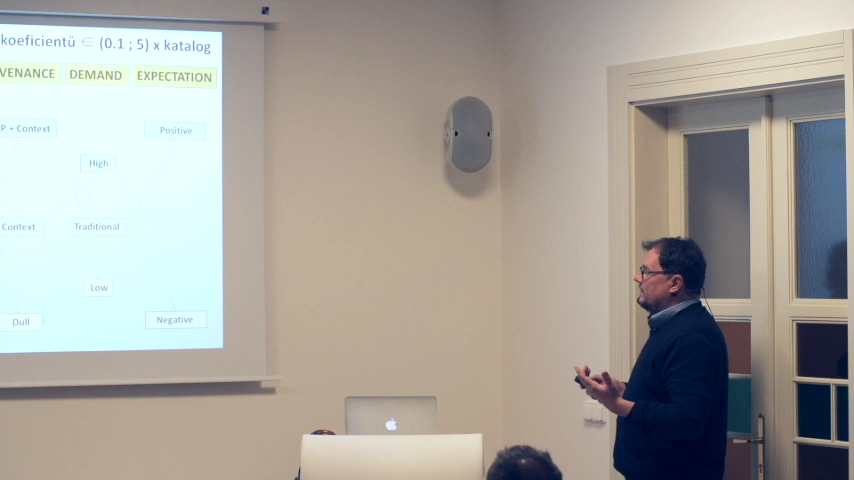 koeficientů ∈ (0.1 ; 5) x katalog
VENANCE DEMAND EXPECTATION
P + Context
Positive
High
Context
Traditional
Low
Dull
Negative